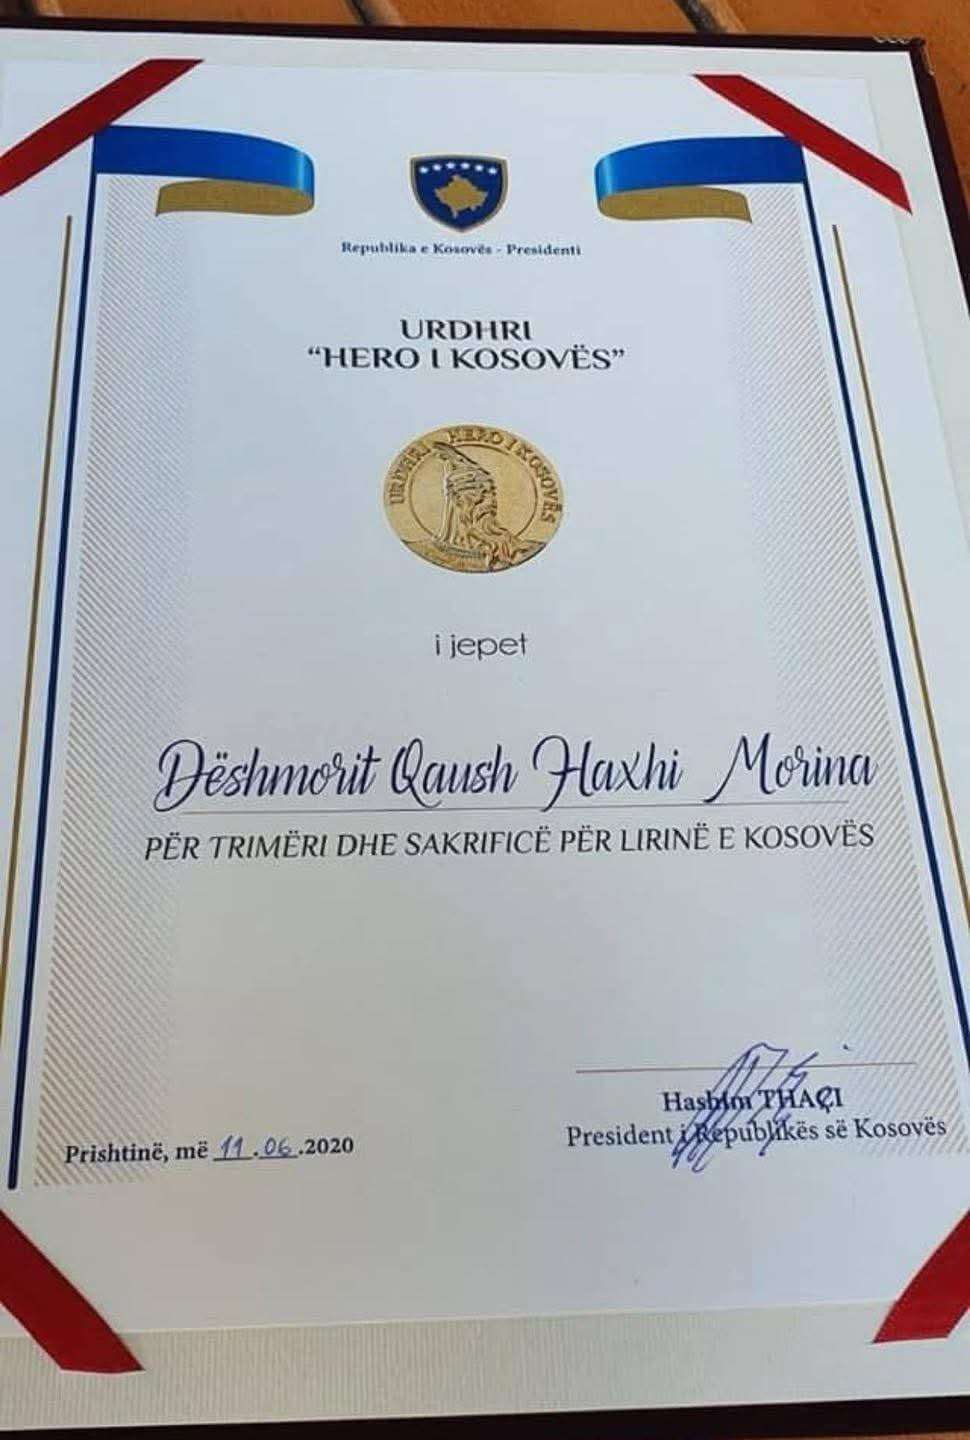 Republika e Kosovës - Presidenti
URDHRI
“HERO I KOSOVËS”
URDHRI HERO I KOSOVËS
i jepet
Dëshmorit Qaush Haxhi Morina
PËR TRIMËRI DHE SAKRIFICË PËR LIRINË E KOSOVËS
Hashim THAÇI
President i Republikës së Kosovës
Prishtinë, më 11.06.2020